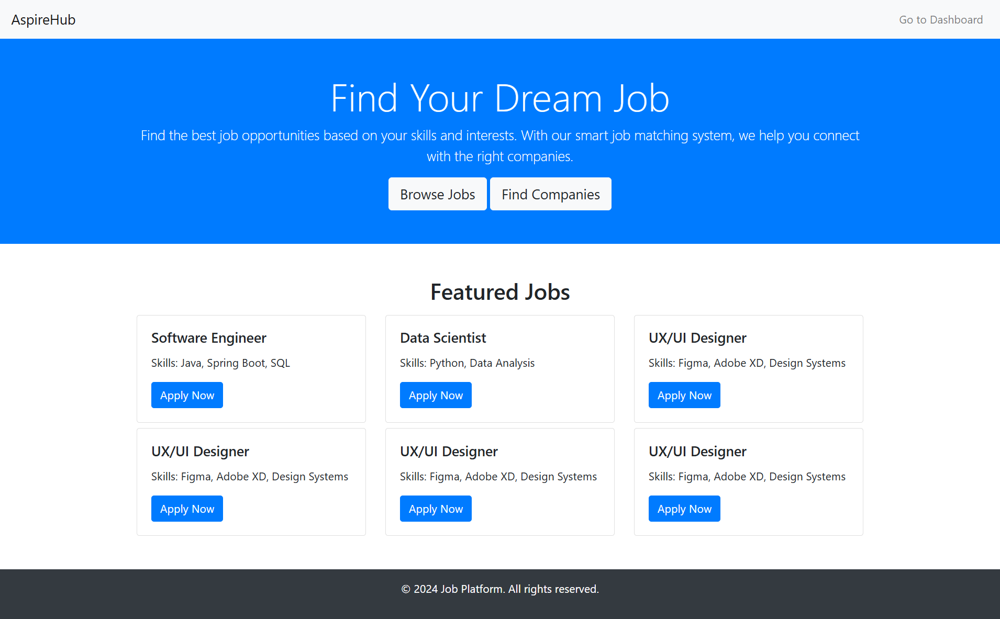 AspireHub
Go to Dashboard
Find Your Dream Job
Find the best job opportunities based on your skills and interests. With our smart job matching system, we help you connect
with the right companies.
Browse Jobs
Find Companies
Featured Jobs
Software Engineer
Skills: Java, Spring Boot, SQL
Apply Now
Data Scientist
Skills: Python, Data Analysis
Apply Now
UX/UI Designer
Skills: Figma, Adobe XD, Design Systems
Apply Now
UX/UI Designer
Skills: Figma, Adobe XD, Design Systems
Apply Now
UX/UI Designer
Skills: Figma, Adobe XD, Design Systems
Apply Now
UX/UI Designer
Skills: Figma, Adobe XD, Design Systems
Apply Now
© 2024 Job Platform. All rights reserved.